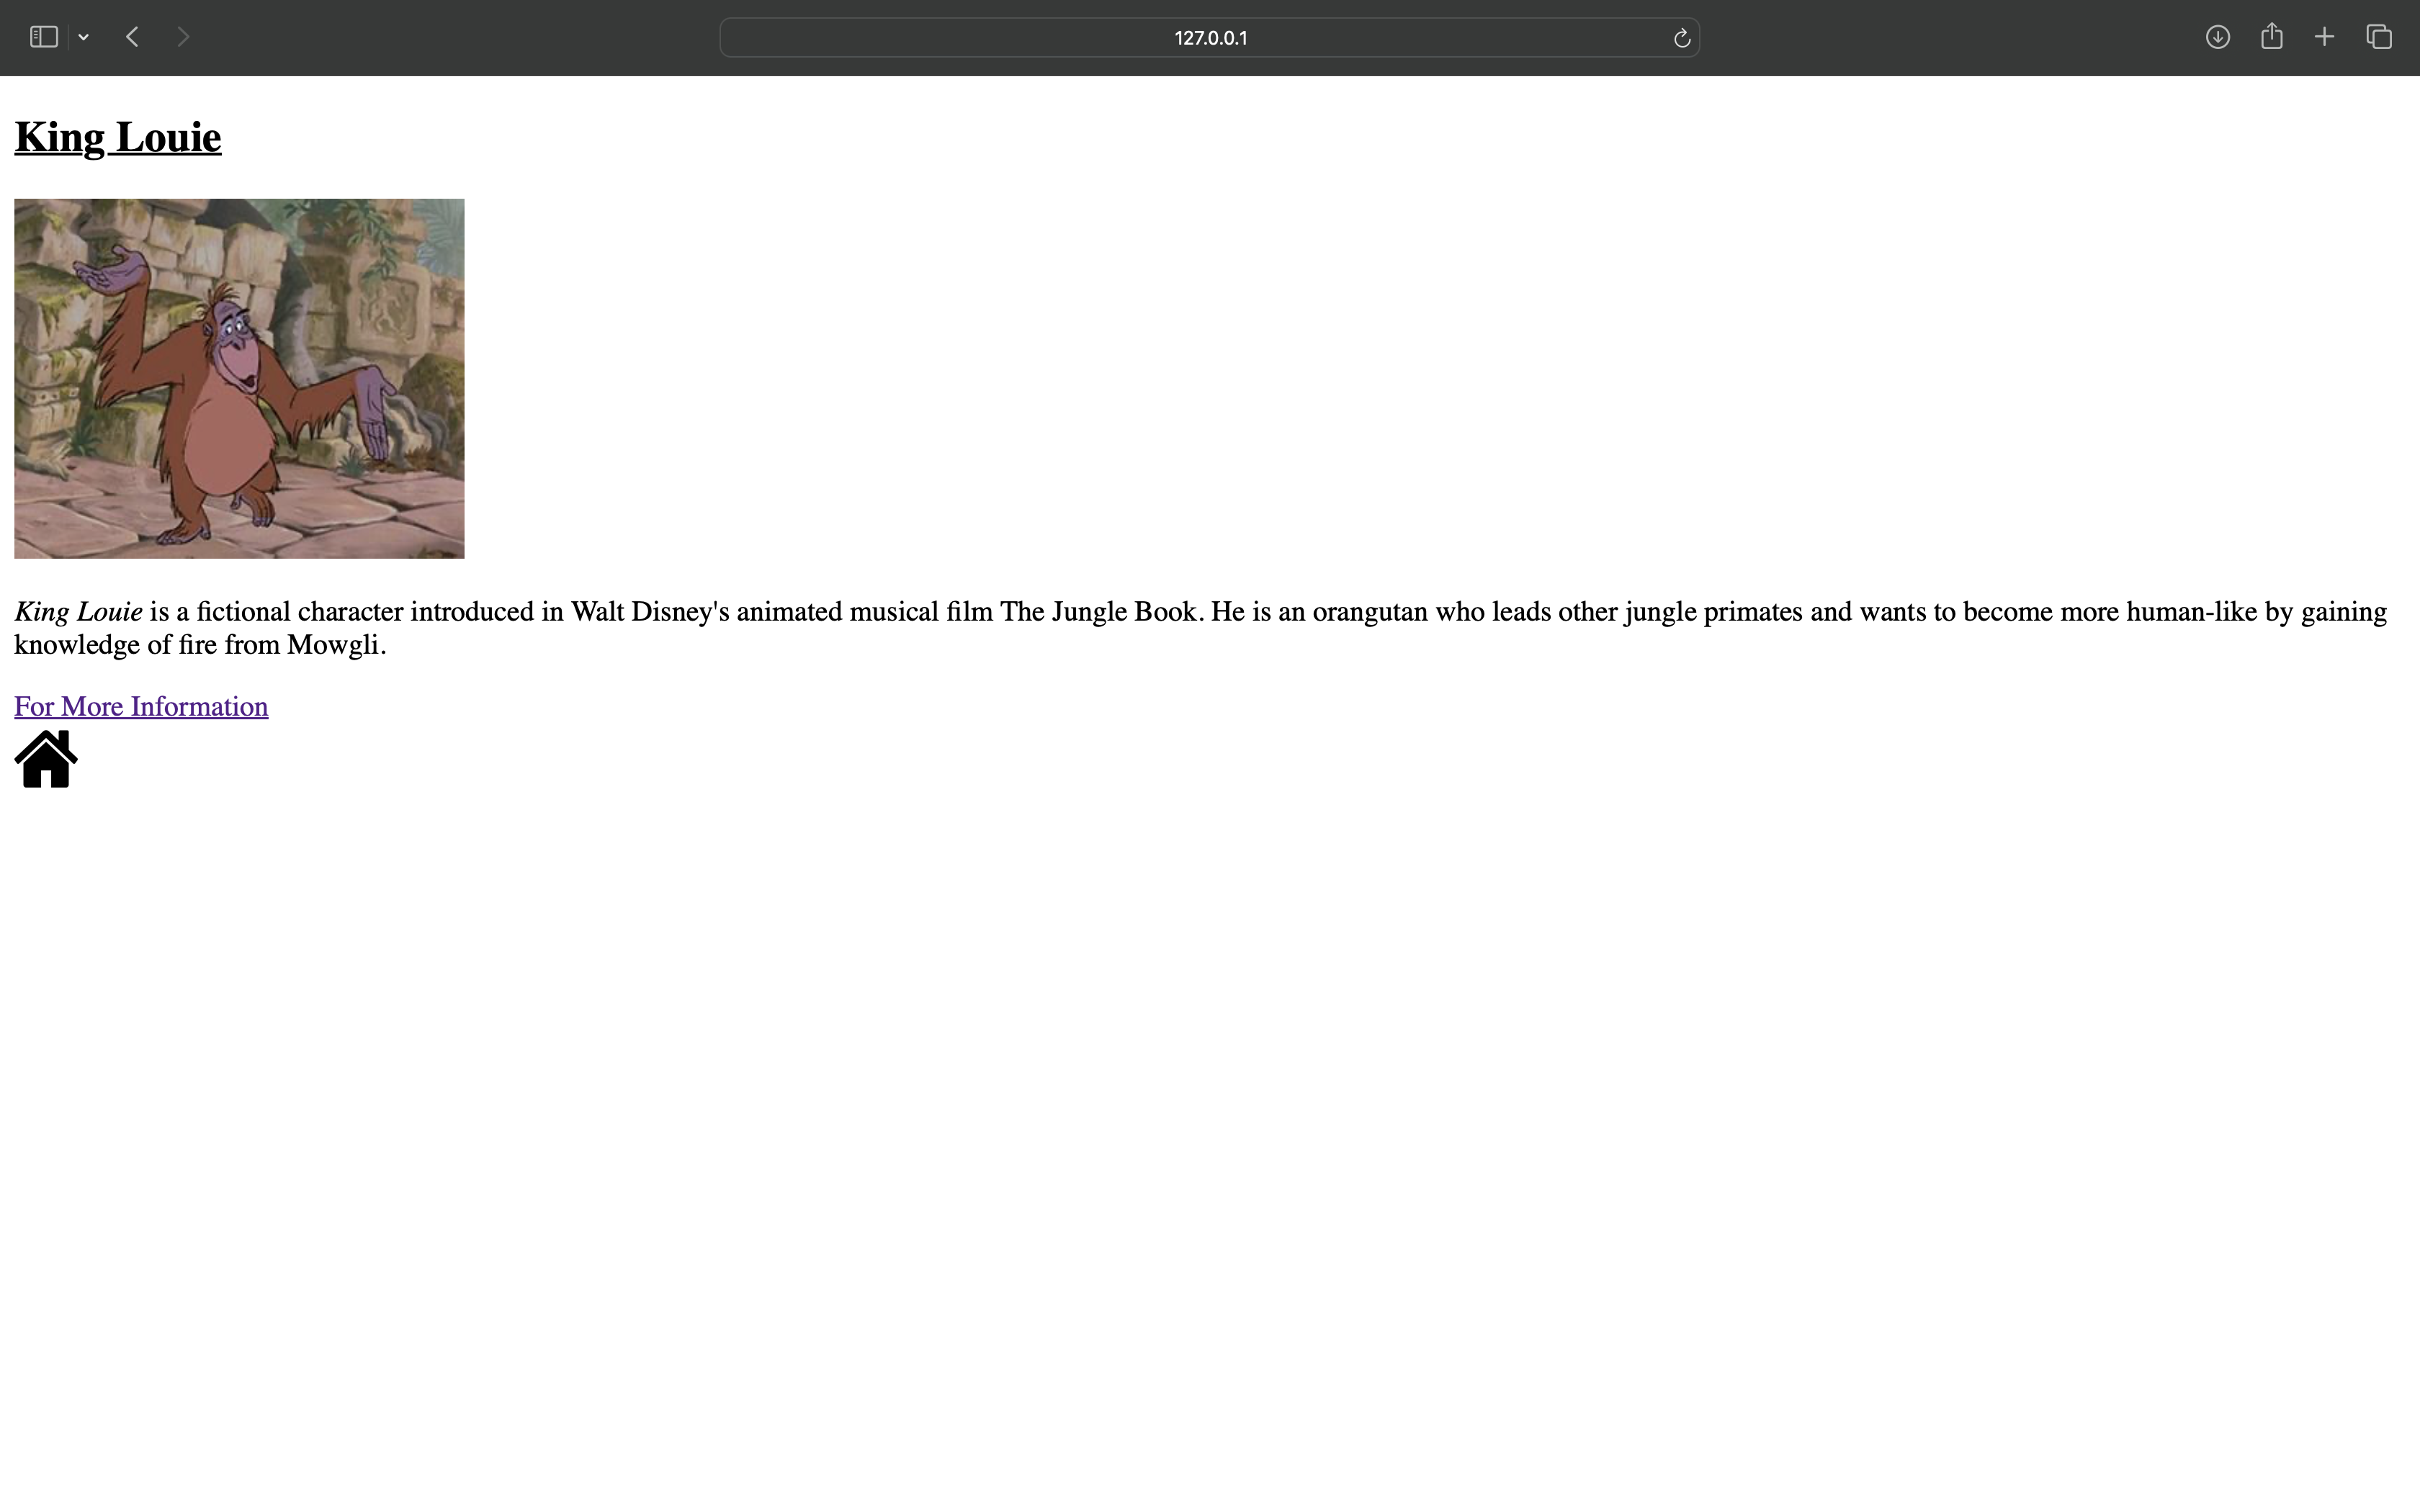 127.0.0.1
King Louie
King Louie is a fictional character introduced in Walt Disney's animated musical film The Jungle Book. He is an orangutan who leads other jungle primates and wants to become more human-like by gaining
knowledge of fire from Mowgli.
For More Information